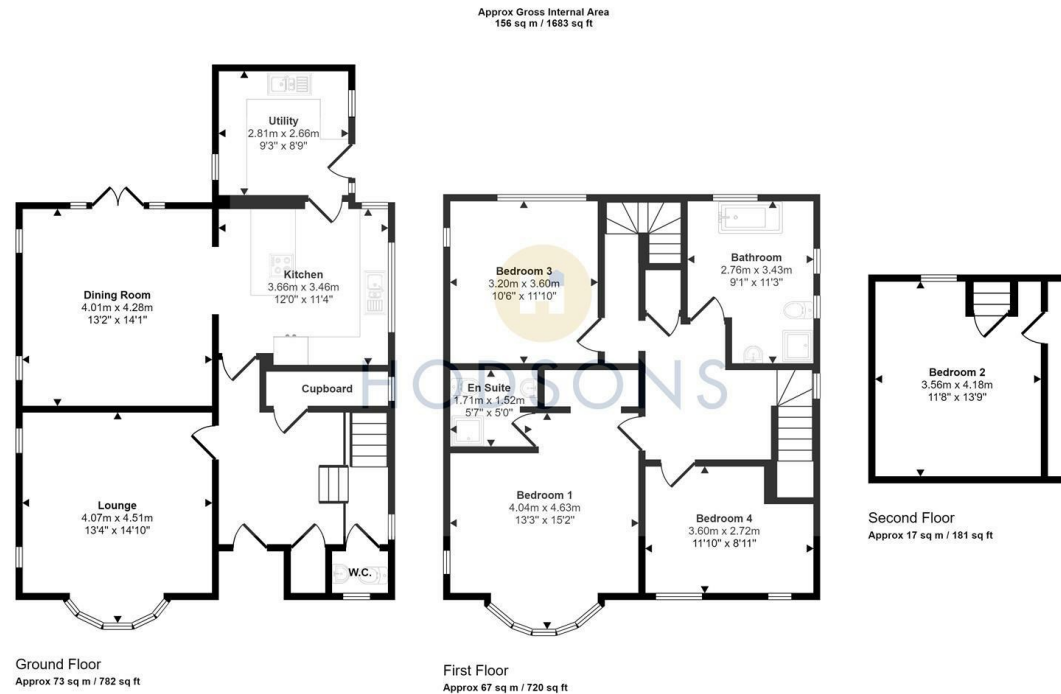 Approx Gross Internal Area
156 sq m / 1683 sq ft
Utility
2.81m x 2.66m
9'3" x 8'9"
Kitchen
3.66m x 3.46m
12'0" x 11'4"
Dining Room
4.01m x 4.28m
13'2" x 14'1"
Cupboard
Lounge
4.07m x 4.51m
13'4" x 14'10"
W.C.
Ground Floor
Approx 73 sq m / 782 sq ft
Bedroom 3
3.20m x 3.60m
10'6" x 11'10"
Bathroom
2.76m x 3.43m
9'1" x 11'3"
HODSONS
En Suite
1.71m x 1.52m
5'7" x 5'0"
Bedroom 1
4.04m x 4.63m
13'3" x 15'2"
Bedroom 4
3.60m x 2.72m
11'10" x 8'11"
First Floor
Approx 67 sq m / 720 sq ft
Bedroom 2
3.56m x 4.18m
11'8" x 13'9"
Second Floor
Approx 17 sq m / 181 sq ft